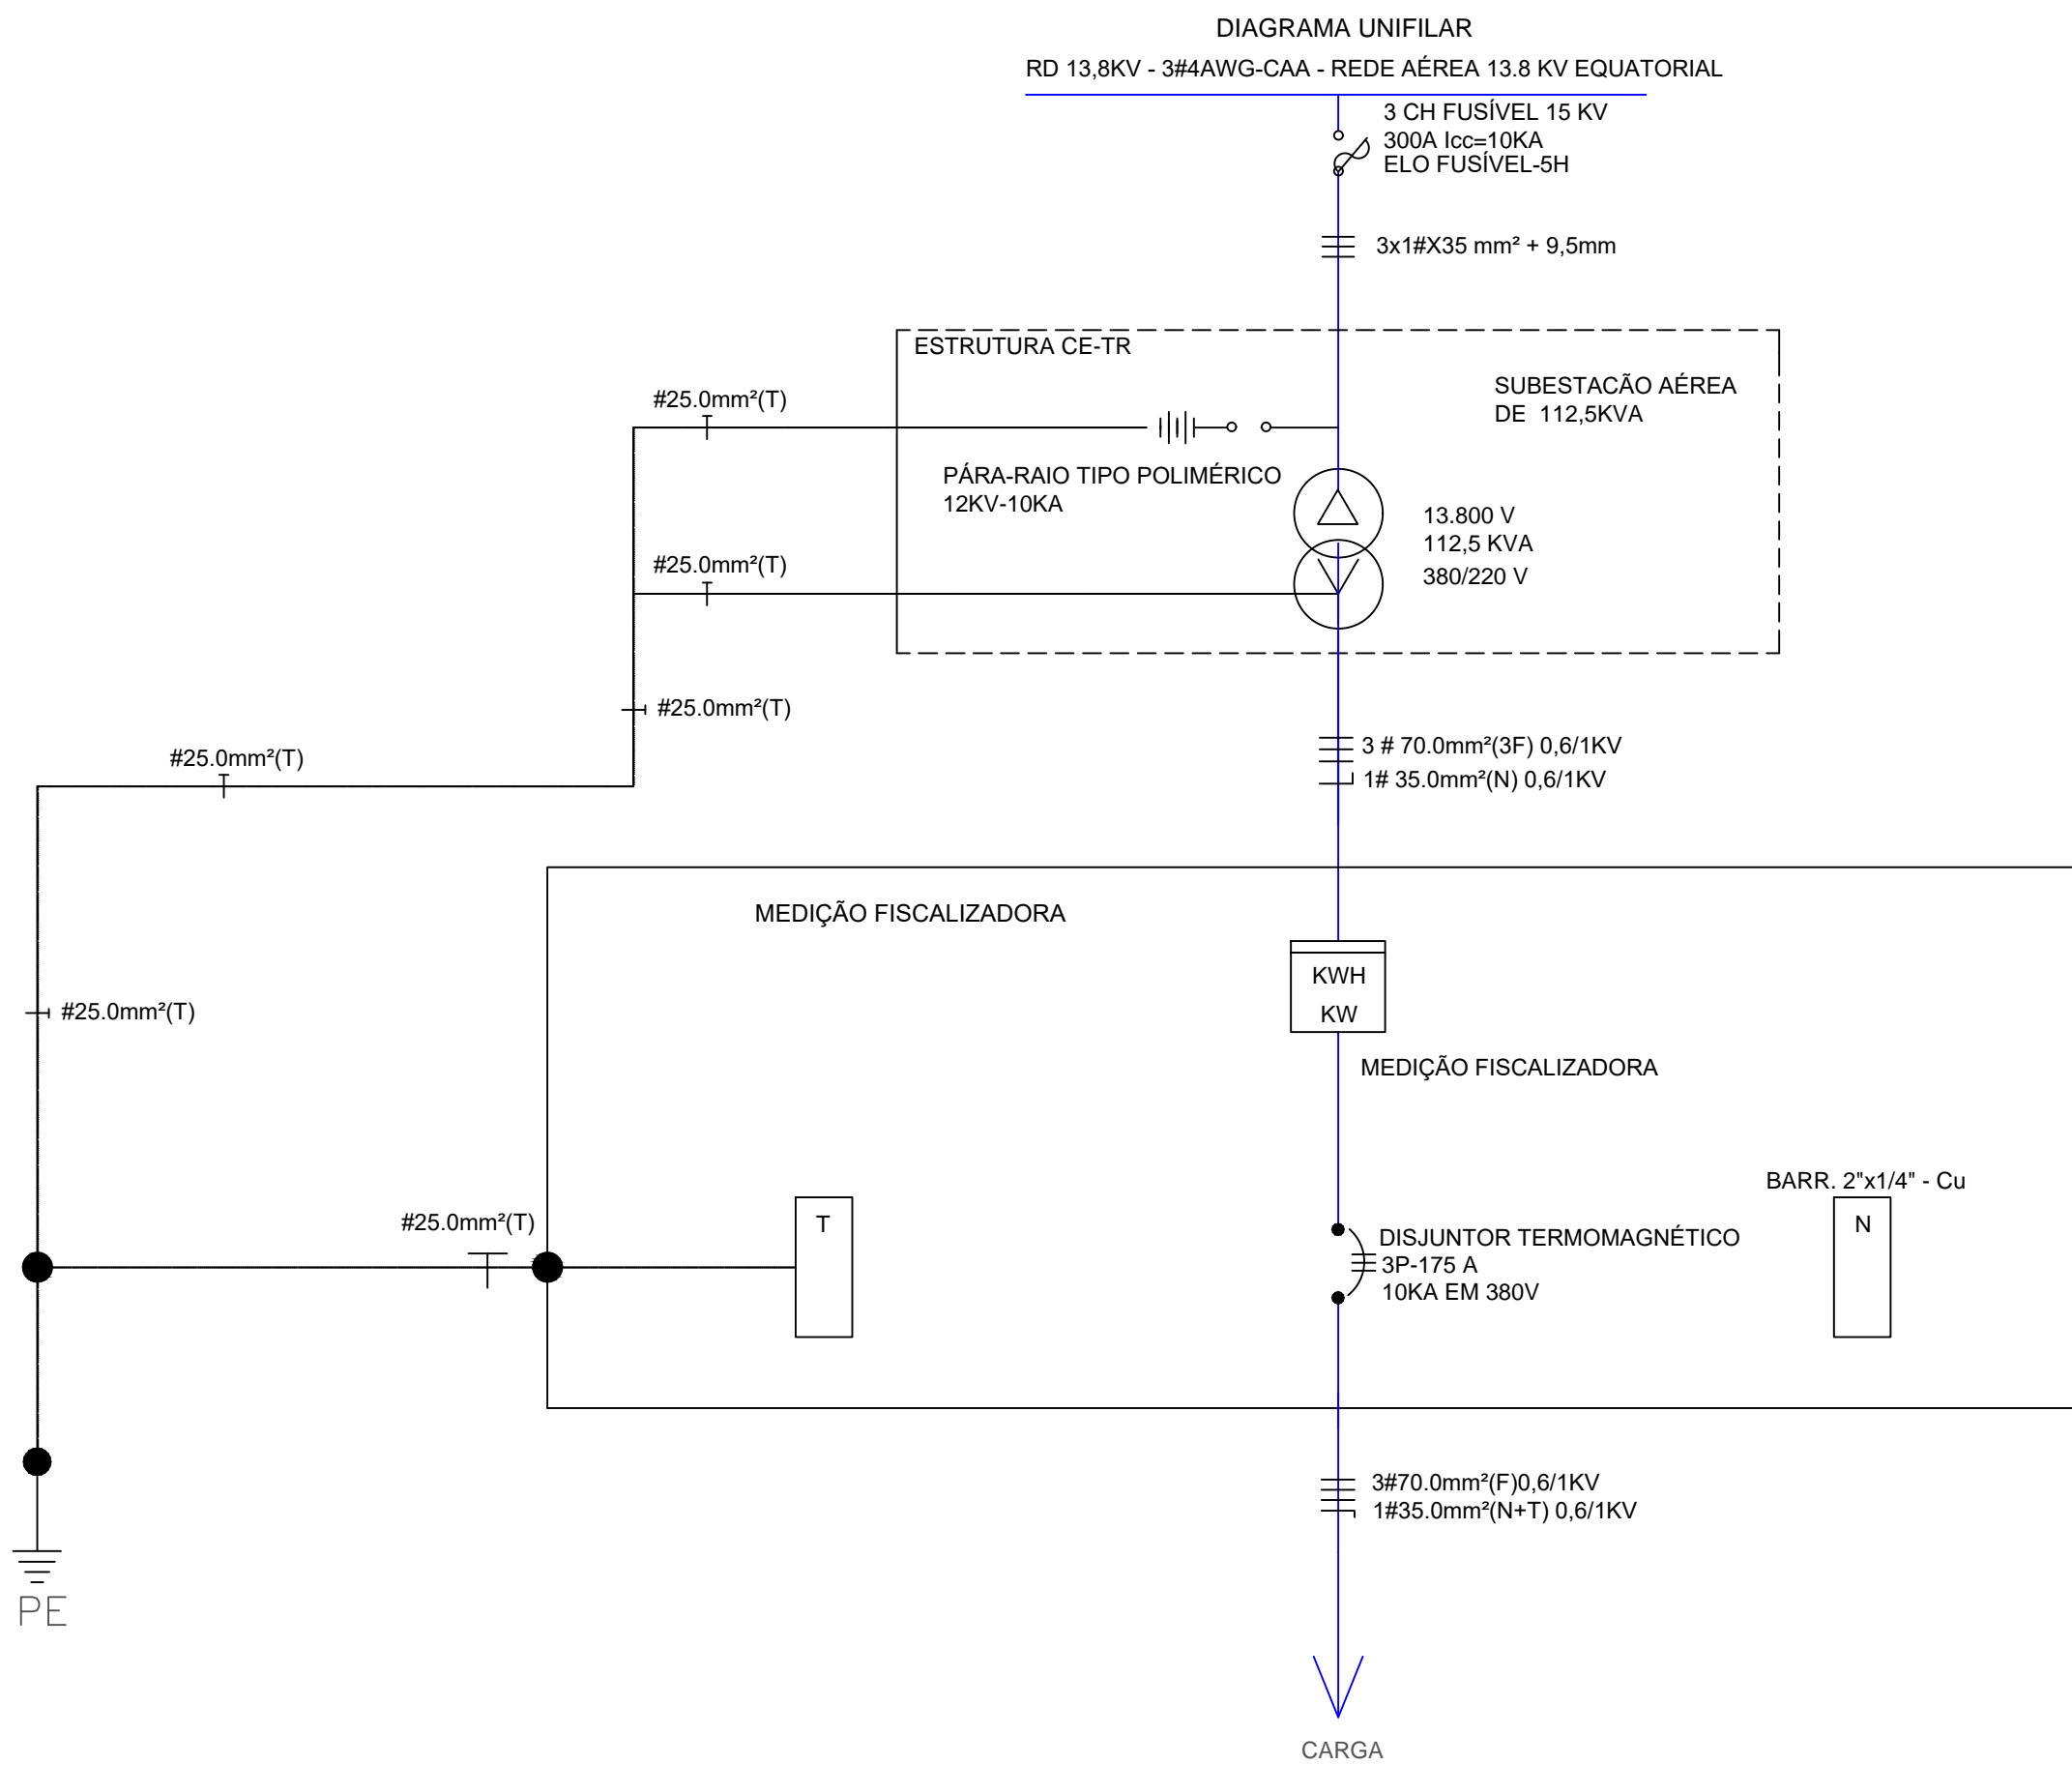 DIAGRAMA UNIFILAR
RD 13,8KV - 3#4AWG-CAA - REDE AÉREA 13.8 KV EQUATORIAL
3 CH FUSÍVEL 15 KV
300A Icc=10KA
ELO FUSÍVEL-5H
3x1#X35 mm² + 9,5mm
ESTRUTURA CE-TR
SUBESTACÃO AÉREA
DE 112,5KVA
#25.0mm²(T)
PÁRA-RAIO TIPO POLIMÉRICO
12KV-10KA
13.800 V
112,5 KVA
380/220 V
#25.0mm²(T)
#25.0mm²(T)
#25.0mm²(T)
3 # 70.0mm²(3F) 0,6/1KV
1# 35.0mm²(N) 0,6/1KV
MEDIÇÃO FISCALIZADORA
KWH
KW
#25.0mm²(T)
MEDIÇÃO FISCALIZADORA
BARR. 2"x1/4" - Cu
#25.0mm²(T)
T
N
DISJUNTOR TERMOMAGNÉTICO
3P-175 A
10KA EM 380V
3#70.0mm²(F)0,6/1KV
1#35.0mm²(N+T) 0,6/1KV
PE
CARGA